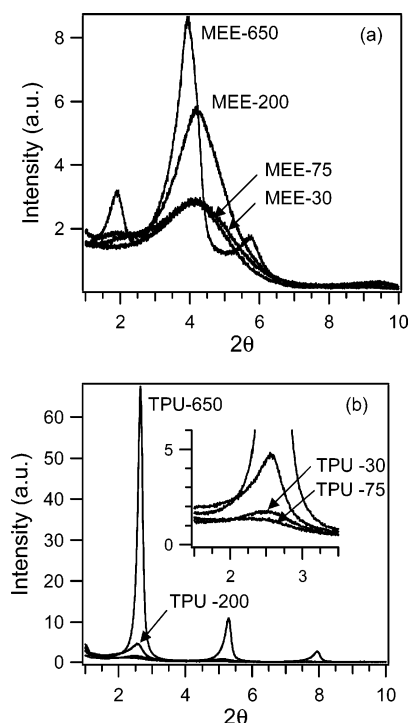 (a)
MEE-650
MEE-200
MEE-75
MEE-30
Intensity (a.u.)
8
6
4
2
2 4 6 8 10
2θ
(b)
TPU-650
TPU -200
Intensity (a.u.)
60
50
40
30
20
10
0
5
0
2 3
TPU -30
TPU -75
2 4 6 8 10
2θ